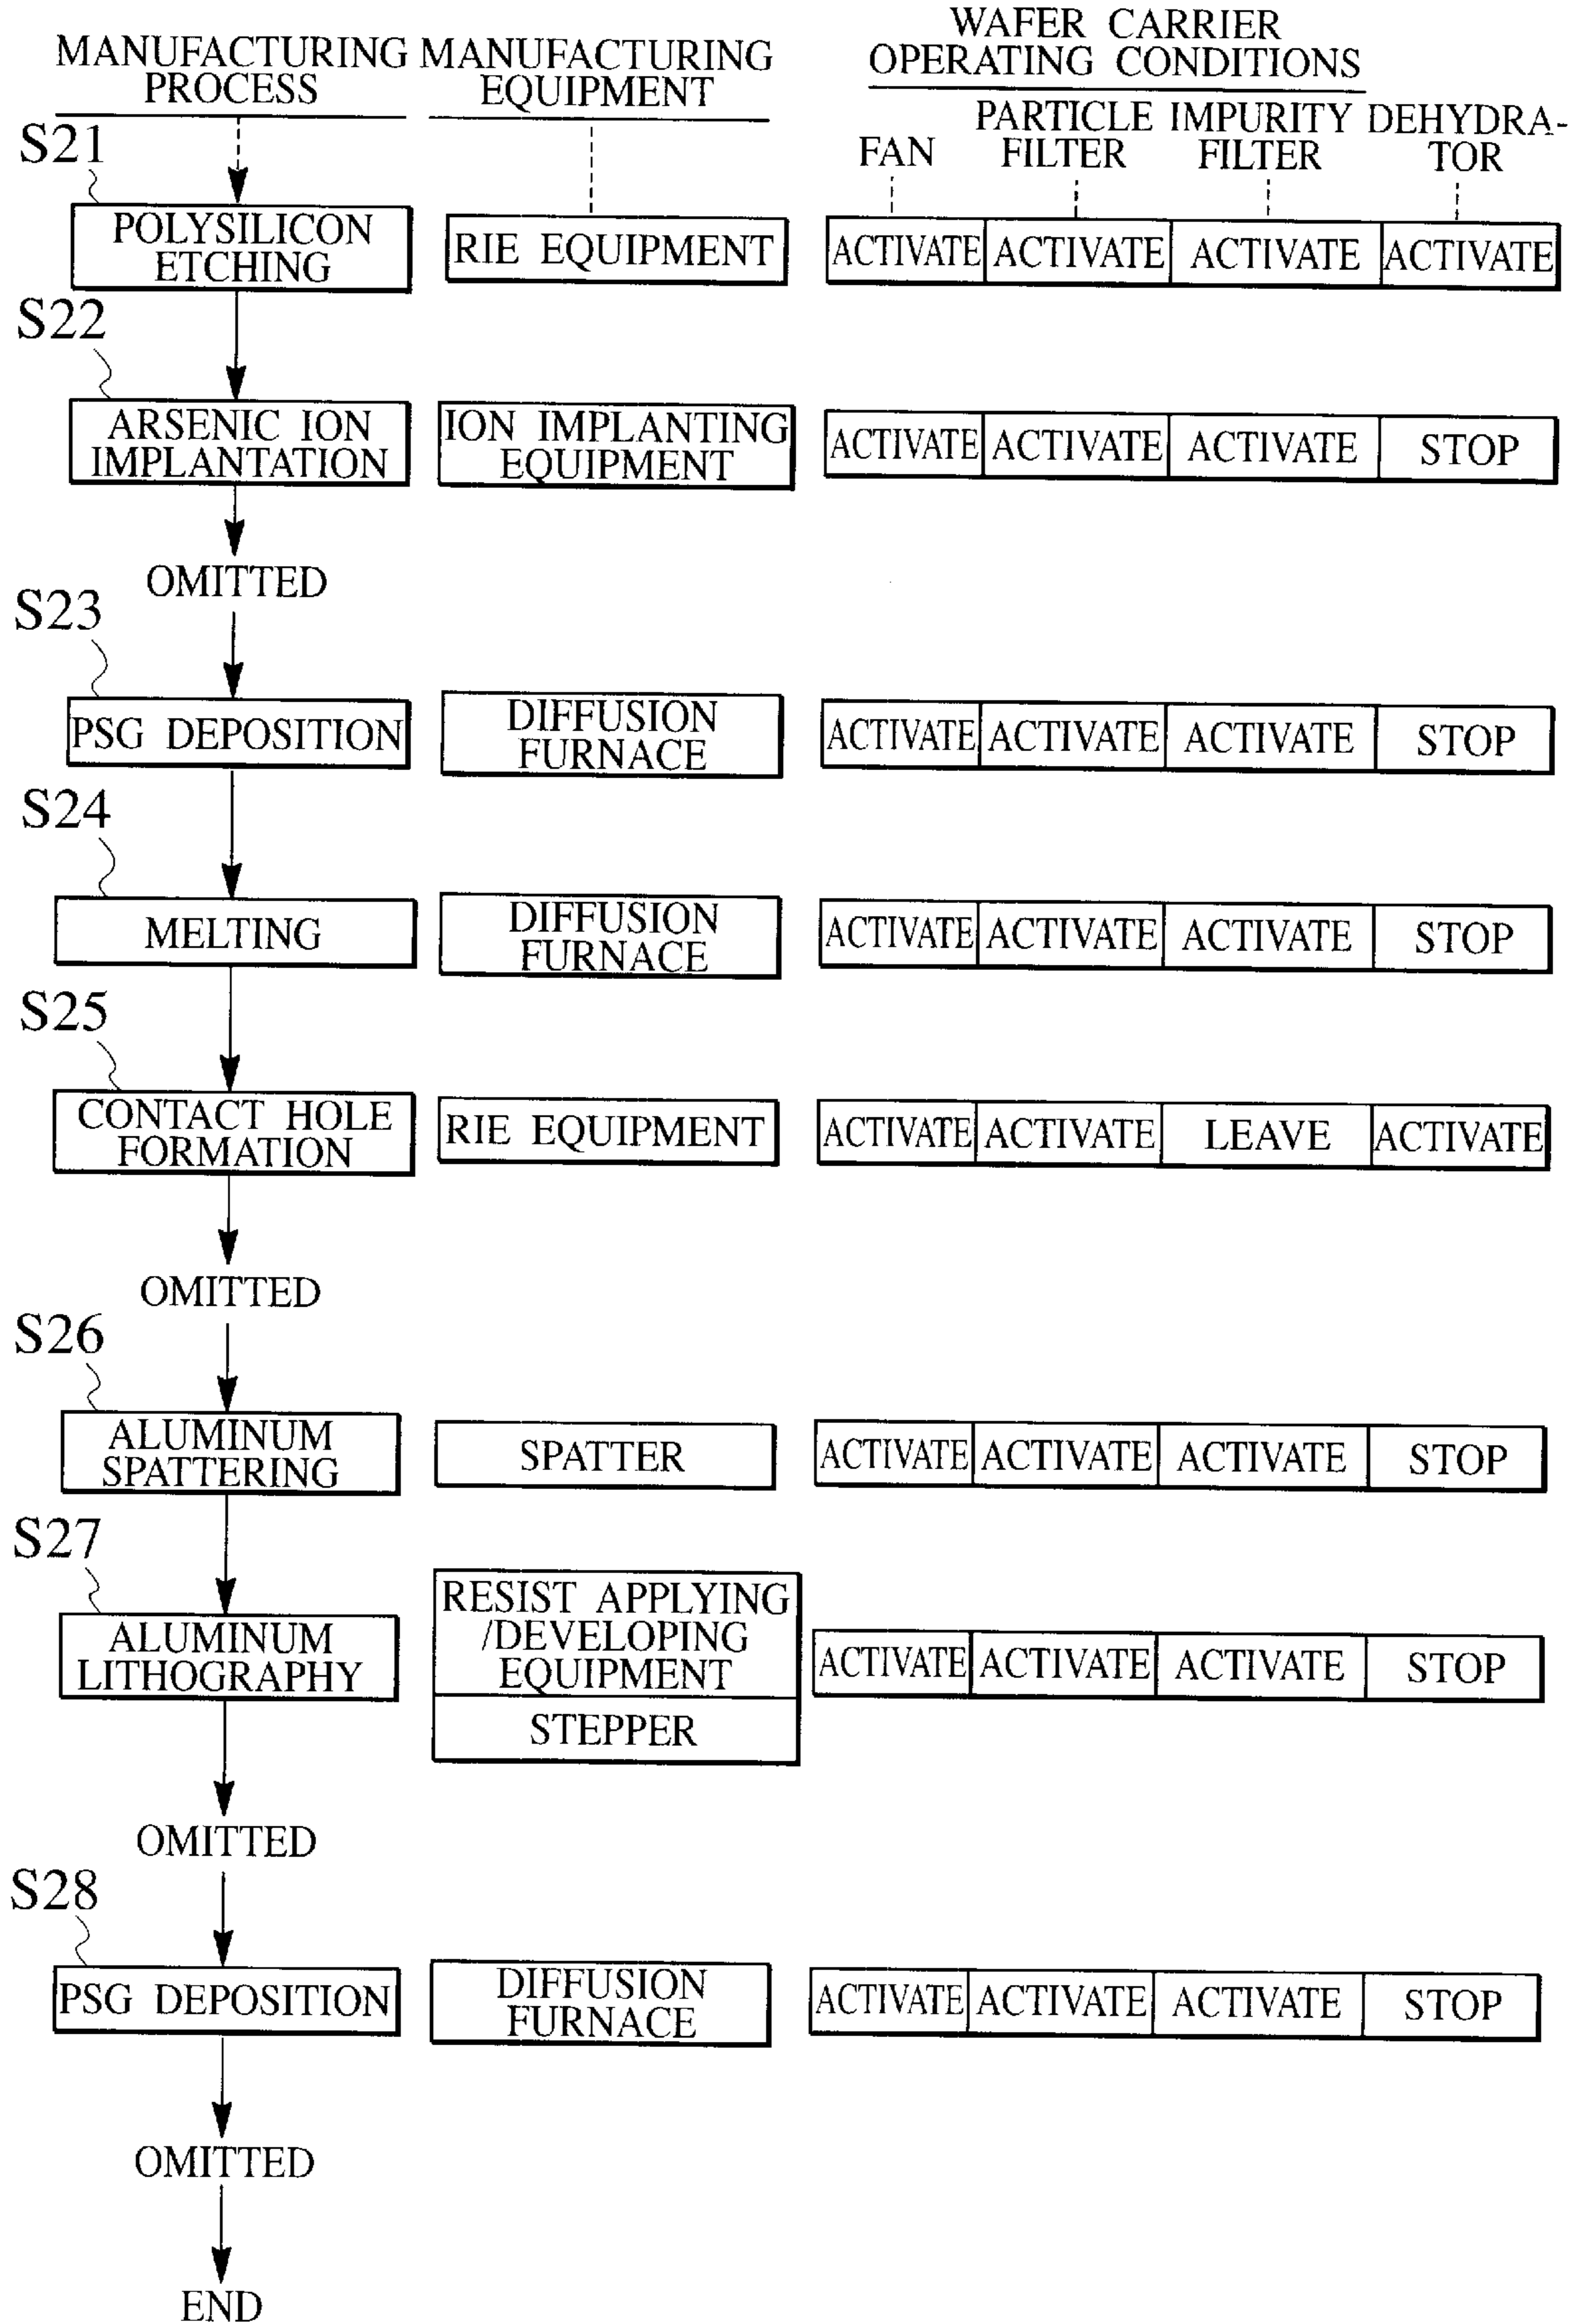 WAFER CARRIER
OPERATING CONDITIONS
MANUFACTURING
PROCESS
MANUFACTURING
EQUIPMENT
FAN
PARTICLE
FILTER
IMPURITY
FILTER
DEHYDRA-
TOR
S21
POLYSILICON
ETCHING
RIE EQUIPMENT
ACTIVATE ACTIVATE ACTIVATE ACTIVATE
S22
ARSENIC ION
IMPLANTATION
ION IMPLANTING
EQUIPMENT
ACTIVATE ACTIVATE ACTIVATE STOP
OMITTED
S23
PSG DEPOSITION
DIFFUSION
FURNACE
ACTIVATE ACTIVATE ACTIVATE STOP
S24
MELTING
DIFFUSION
FURNACE
ACTIVATE ACTIVATE ACTIVATE STOP
S25
CONTACT HOLE
FORMATION
RIE EQUIPMENT
ACTIVATE ACTIVATE LEAVE ACTIVATE
OMITTED
S26
ALUMINUM
SPATTERING
SPATTER
ACTIVATE ACTIVATE ACTIVATE STOP
S27
ALUMINUM
LITHOGRAPHY
RESIST APPLYING
/DEVELOPING
EQUIPMENT
STEPPER
ACTIVATE ACTIVATE ACTIVATE STOP
OMITTED
S28
PSG DEPOSITION
DIFFUSION
FURNACE
ACTIVATE ACTIVATE ACTIVATE STOP
OMITTED
END